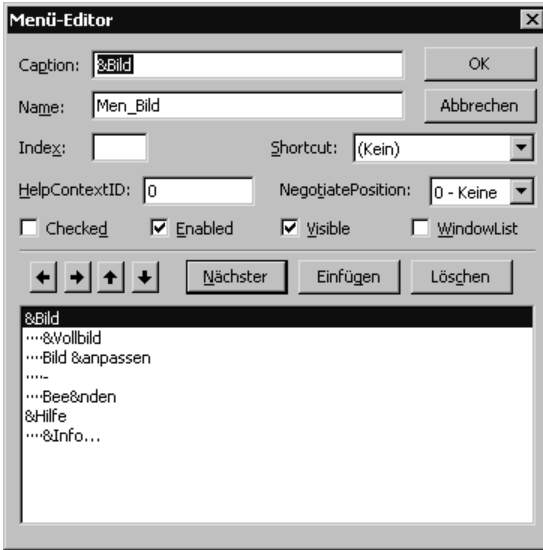 Menü-Editor
Caption: &Bild OK
Name: Men_Bild Abbrechen
Index: Shortcut: (Kein)
HelpContextID: 0 NegotiatePosition: 0 - Keine
Checked Enabled Visible WindowList
Nächster Einfügen Löschen
&Bild
····&Vollbild
····Bild &anpassen
····-
····Bee&nden
&Hilfe
····&Info...